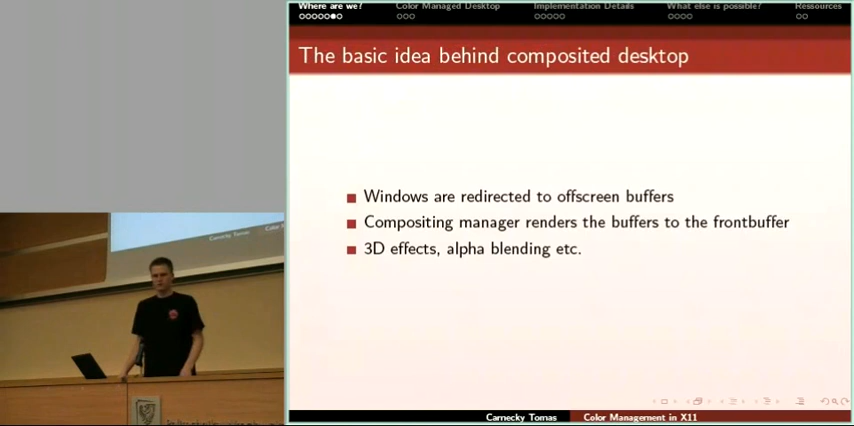 Where are we?
Color Managed Desktop
Implementation Details
What else is possible?
Ressources
The basic idea behind composited desktop
Windows are redirected to offscreen buffers
Compositing manager renders the buffers to the frontbuffer
3D effects, alpha blending etc.
Carnecky Tomas
Color Management in X11
Carnecky Tomas